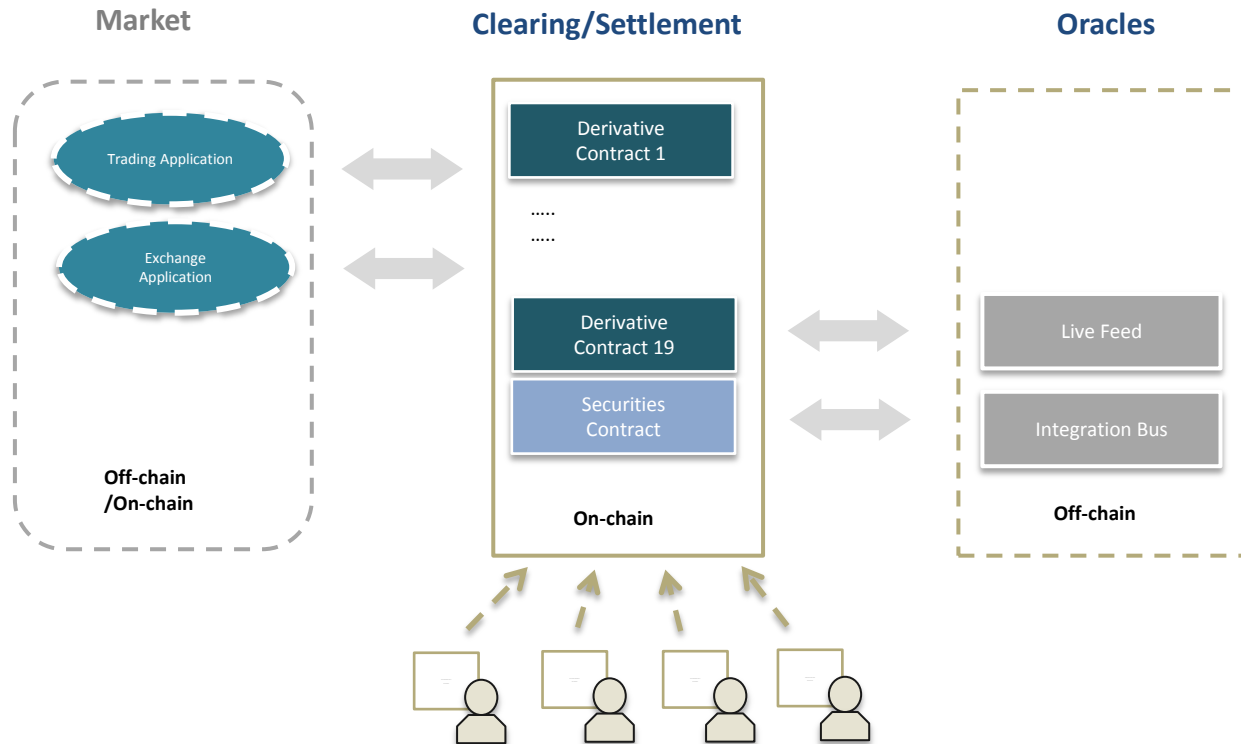 Market
Clearing/Settlement
Oracles
Trading Application
Exchange
Application
Off-chain
/On-chain
Derivative
Contract 1
.....
.....
Derivative
Contract 19
Securities
Contract
On-chain
Live Feed
Integration Bus
Off-chain